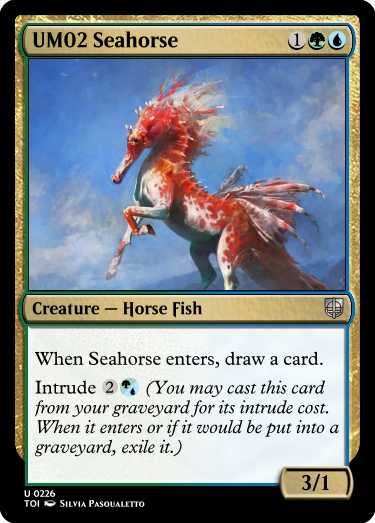 UM02 Seahorse 1
Creature — Horse Fish
When Seahorse enters, draw a card.
Intrude 2 (You may cast this card
from your graveyard for its intrude cost.
When it enters or if it would be put into a
graveyard, exile it.)
3/1
U 0226
TOI Silvia Pasqualetto